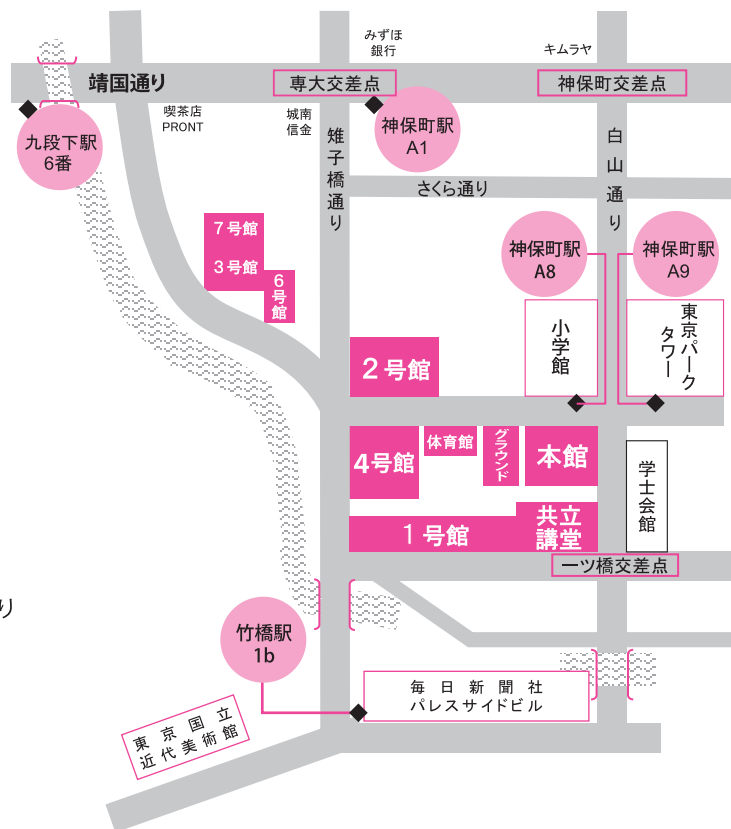 みずほ
銀行
キムラヤ
靖国通り
専大交差点
神保町交差点
喫茶店
PRONT
城南
信金
神保町駅
A1
九段下駅
6番
雉子橋通り
白山通り
さくら通り
7号館
3号館
6号館
神保町駅
A8
神保町駅
A9
小学館
東京パーク
タワー
2号館
4号館
体育館
グラウンド
本館
学士会館
1号館
共立
講堂
一ツ橋交差点
り
竹橋駅
1b
毎日新聞社
パレスサイドビル
東京国立
近代美術館